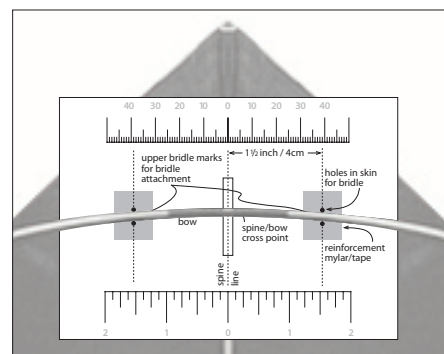 40 30 20 10 0 10 20 30 40
1½ inch / 4cm
upper bridle marks
for bridle
attachment
holes in skin
for bridle
bow
spine/bow
cross point
reinforcement
mylar/tape
spine
line
2 1 0 1 2